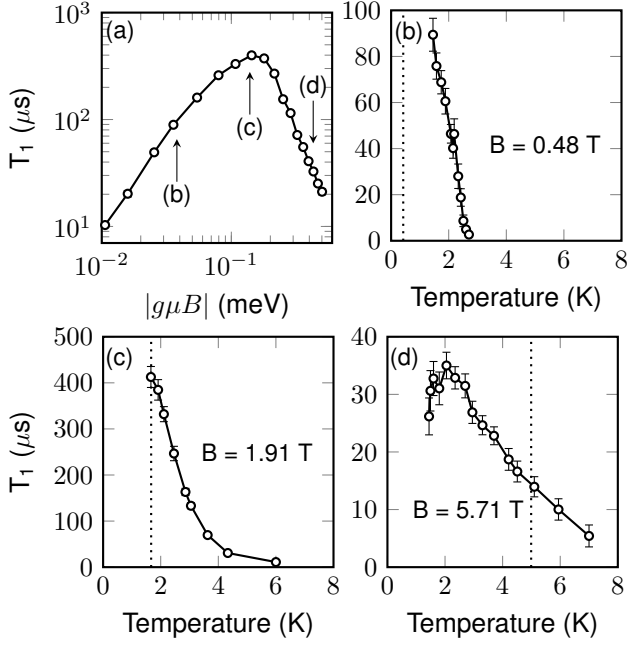 (a)
T₁ (μs)
10³
10²
10¹
(b)
(c)
(d)
10⁻²
10⁻¹
|gμB| (meV)
(b)
100
80
60
40
20
0
B = 0.48 T
0 2 4 6 8
Temperature (K)
(c)
T₁ (μs)
500
400
300
200
100
0
B = 1.91 T
0 2 4 6 8
Temperature (K)
(d)
40
30
20
10
0
B = 5.71 T
0 2 4 6 8
Temperature (K)